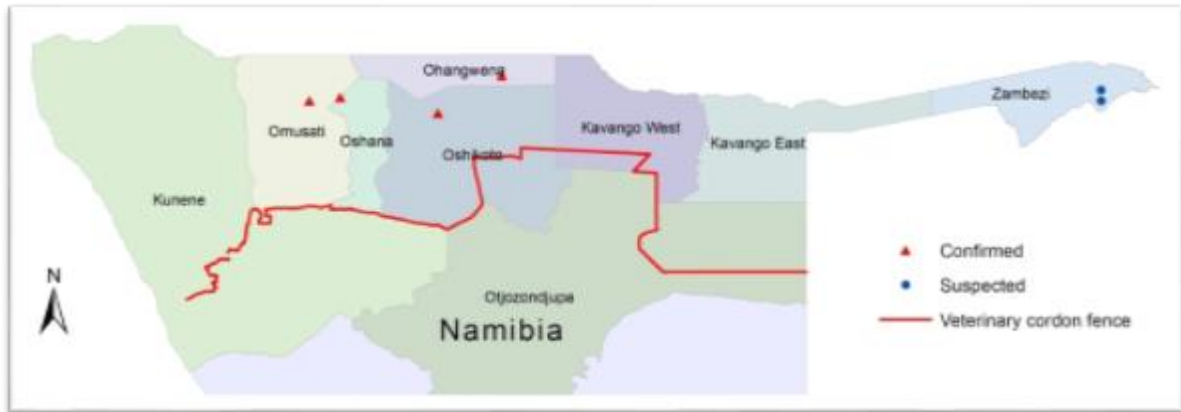 Ohangwena
Zambezi
Omusati
Oshana
Oshikoto
Kavango West
Kavango East
Kunene
N
Otjozondjupa
Namibia
Confirmed
Suspected
Veterinary cordon fence